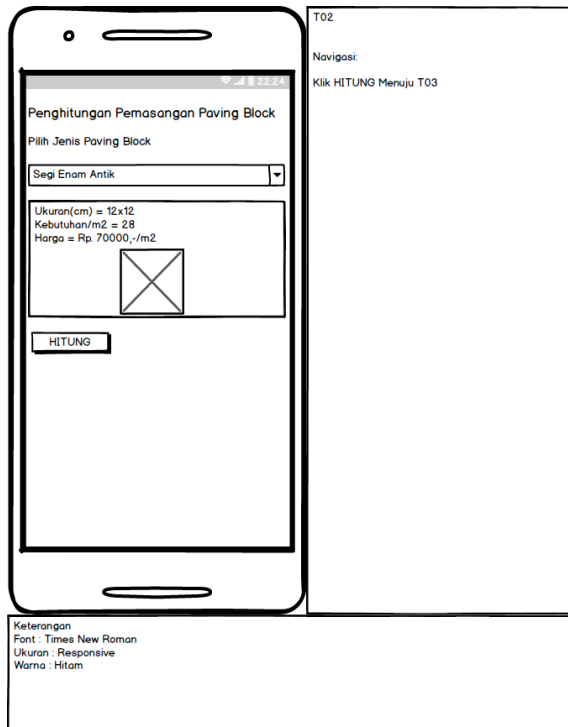 22:24
Penghitungan Pemasangan Paving Block
Pilih Jenis Paving Block
Segi Enam Antik
Ukuran(cm) = 12x12
Kebutuhan/m2 = 28
Harga = Rp. 70000,-/m2
HITUNG
T02
Navigasi:
Klik HITUNG Menuju T03
Keterangan
Font : Times New Roman
Ukuran : Responsive
Warna : Hitam